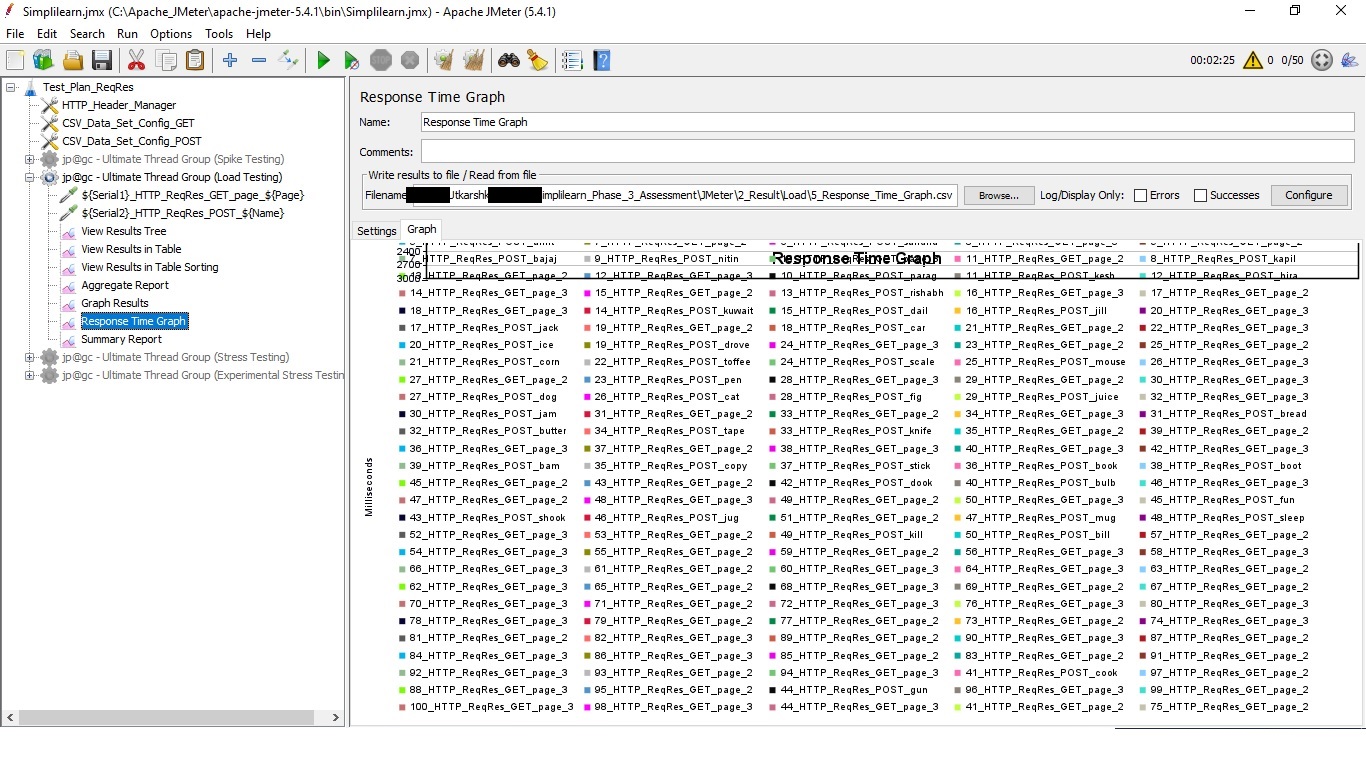 Simplilearn.jmx (C:\Apache_JMeter\apache-jmeter-5.4.1\bin\Simplilearn.jmx) - Apache JMeter (5.4.1)
File Edit Search Run Options Tools Help
STOP 00:02:25 0 0/50
Test_Plan_ReqRes
HTTP_Header_Manager
CSV_Data_Set_Config_GET
CSV_Data_Set_Config_POST
jp@gc - Ultimate Thread Group (Spike Testing)
jp@gc - Ultimate Thread Group (Load Testing)
${Serial1}_HTTP_ReqRes_GET_page_${Page}
${Serial2}_HTTP_ReqRes_POST_${Name}
View Results Tree
View Results in Table
View Results in Table Sorting
Aggregate Report
Graph Results
Response Time Graph
Summary Report
jp@gc - Ultimate Thread Group (Stress Testing)
jp@gc - Ultimate Thread Group (Experimental Stress Testin
Response Time Graph
Name: Response Time Graph
Comments:
Write results to file / Read from file
Filename Jtkarshk implilearn_Phase_3_Assessment\JMeter\2_Result\Load\5_Response_Time_Graph.csv Browse... Log/Display Only: Errors Successes Configure
Settings Graph
Response Time Graph
2400
2700
3000
Milliseconds
HTTP_ReqRes_POST_bajaj 9_HTTP_ReqRes_POST_nitin 11_HTTP_ReqRes_GET_page_2 8_HTTP_ReqRes_POST_kapil
HTTP_ReqRes_GET_page_2 12_HTTP_ReqRes_GET_page_3 10_HTTP_ReqRes_POST_parag 11_HTTP_ReqRes_POST_kesh 12_HTTP_ReqRes_POST_hira
14_HTTP_ReqRes_GET_page_3 15_HTTP_ReqRes_GET_page_2 13_HTTP_ReqRes_POST_rishabh 16_HTTP_ReqRes_GET_page_3 17_HTTP_ReqRes_GET_page_2
18_HTTP_ReqRes_GET_page_3 14_HTTP_ReqRes_POST_kuwait 15_HTTP_ReqRes_POST_dail 16_HTTP_ReqRes_POST_jill 20_HTTP_ReqRes_GET_page_3
17_HTTP_ReqRes_POST_jack 19_HTTP_ReqRes_GET_page_2 18_HTTP_ReqRes_POST_car 21_HTTP_ReqRes_GET_page_2 22_HTTP_ReqRes_GET_page_3
20_HTTP_ReqRes_POST_ice 19_HTTP_ReqRes_POST_drove 24_HTTP_ReqRes_GET_page_3 23_HTTP_ReqRes_GET_page_2 25_HTTP_ReqRes_GET_page_2
21_HTTP_ReqRes_POST_corn 22_HTTP_ReqRes_POST_toffee 24_HTTP_ReqRes_POST_scale 25_HTTP_ReqRes_POST_mouse 26_HTTP_ReqRes_GET_page_3
27_HTTP_ReqRes_GET_page_2 23_HTTP_ReqRes_POST_pen 28_HTTP_ReqRes_GET_page_3 29_HTTP_ReqRes_GET_page_2 30_HTTP_ReqRes_GET_page_3
27_HTTP_ReqRes_POST_dog 26_HTTP_ReqRes_POST_cat 28_HTTP_ReqRes_POST_fig 29_HTTP_ReqRes_POST_juice 32_HTTP_ReqRes_GET_page_3
30_HTTP_ReqRes_POST_jam 31_HTTP_ReqRes_GET_page_2 33_HTTP_ReqRes_GET_page_2 34_HTTP_ReqRes_GET_page_3 31_HTTP_ReqRes_POST_bread
32_HTTP_ReqRes_POST_butter 34_HTTP_ReqRes_POST_tape 33_HTTP_ReqRes_POST_knife 35_HTTP_ReqRes_GET_page_2 39_HTTP_ReqRes_GET_page_2
36_HTTP_ReqRes_GET_page_3 37_HTTP_ReqRes_GET_page_2 38_HTTP_ReqRes_GET_page_3 40_HTTP_ReqRes_GET_page_3 42_HTTP_ReqRes_GET_page_3
39_HTTP_ReqRes_POST_bam 35_HTTP_ReqRes_POST_copy 37_HTTP_ReqRes_POST_stick 36_HTTP_ReqRes_POST_book 38_HTTP_ReqRes_POST_boot
45_HTTP_ReqRes_GET_page_2 43_HTTP_ReqRes_GET_page_2 42_HTTP_ReqRes_POST_dook 40_HTTP_ReqRes_POST_bulb 46_HTTP_ReqRes_GET_page_3
47_HTTP_ReqRes_GET_page_2 48_HTTP_ReqRes_GET_page_3 49_HTTP_ReqRes_GET_page_2 50_HTTP_ReqRes_GET_page_3 45_HTTP_ReqRes_POST_fun
43_HTTP_ReqRes_POST_shook 46_HTTP_ReqRes_POST_jug 51_HTTP_ReqRes_GET_page_2 47_HTTP_ReqRes_POST_mug 48_HTTP_ReqRes_POST_sleep
52_HTTP_ReqRes_GET_page_3 53_HTTP_ReqRes_GET_page_2 49_HTTP_ReqRes_POST_kill 50_HTTP_ReqRes_POST_bill 57_HTTP_ReqRes_GET_page_2
54_HTTP_ReqRes_GET_page_3 55_HTTP_ReqRes_GET_page_2 59_HTTP_ReqRes_GET_page_2 56_HTTP_ReqRes_GET_page_3 58_HTTP_ReqRes_GET_page_3
66_HTTP_ReqRes_GET_page_3 61_HTTP_ReqRes_GET_page_2 60_HTTP_ReqRes_GET_page_3 64_HTTP_ReqRes_GET_page_3 63_HTTP_ReqRes_GET_page_2
62_HTTP_ReqRes_GET_page_3 65_HTTP_ReqRes_GET_page_2 68_HTTP_ReqRes_GET_page_3 69_HTTP_ReqRes_GET_page_2 67_HTTP_ReqRes_GET_page_2
70_HTTP_ReqRes_GET_page_3 71_HTTP_ReqRes_GET_page_2 72_HTTP_ReqRes_GET_page_3 76_HTTP_ReqRes_GET_page_3 80_HTTP_ReqRes_GET_page_3
78_HTTP_ReqRes_GET_page_3 79_HTTP_ReqRes_GET_page_2 77_HTTP_ReqRes_GET_page_2 73_HTTP_ReqRes_GET_page_2 74_HTTP_ReqRes_GET_page_3
81_HTTP_ReqRes_GET_page_2 82_HTTP_ReqRes_GET_page_3 89_HTTP_ReqRes_GET_page_2 90_HTTP_ReqRes_GET_page_3 87_HTTP_ReqRes_GET_page_2
84_HTTP_ReqRes_GET_page_3 86_HTTP_ReqRes_GET_page_3 85_HTTP_ReqRes_GET_page_2 83_HTTP_ReqRes_GET_page_2 91_HTTP_ReqRes_GET_page_2
92_HTTP_ReqRes_GET_page_3 93_HTTP_ReqRes_GET_page_2 94_HTTP_ReqRes_GET_page_3 41_HTTP_ReqRes_POST_cook 97_HTTP_ReqRes_GET_page_2
88_HTTP_ReqRes_GET_page_3 95_HTTP_ReqRes_GET_page_2 44_HTTP_ReqRes_POST_gun 96_HTTP_ReqRes_GET_page_3 99_HTTP_ReqRes_GET_page_2
100_HTTP_ReqRes_GET_page_3 98_HTTP_ReqRes_GET_page_3 44_HTTP_ReqRes_GET_page_3 41_HTTP_ReqRes_GET_page_2 75_HTTP_ReqRes_GET_page_2